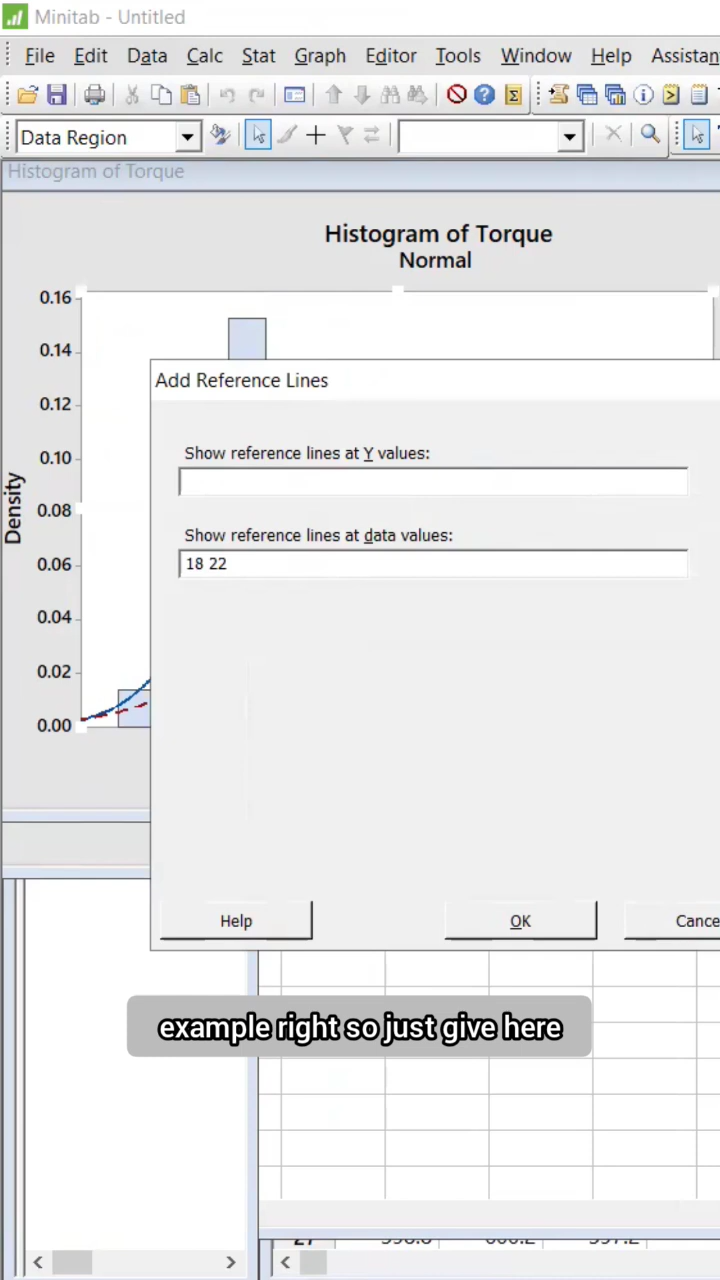 Minitab - Untitled
File Edit Data Calc Stat Graph Editor Tools Window Help Assistan
Data Region
Histogram of Torque
Histogram of Torque
Normal
0.16
0.14
0.12
0.10
0.08
0.06
0.04
0.02
0.00
Density
Add Reference Lines
Show reference lines at Y values:
Show reference lines at data values:
18 22
Help OK Cance
example right so just give here